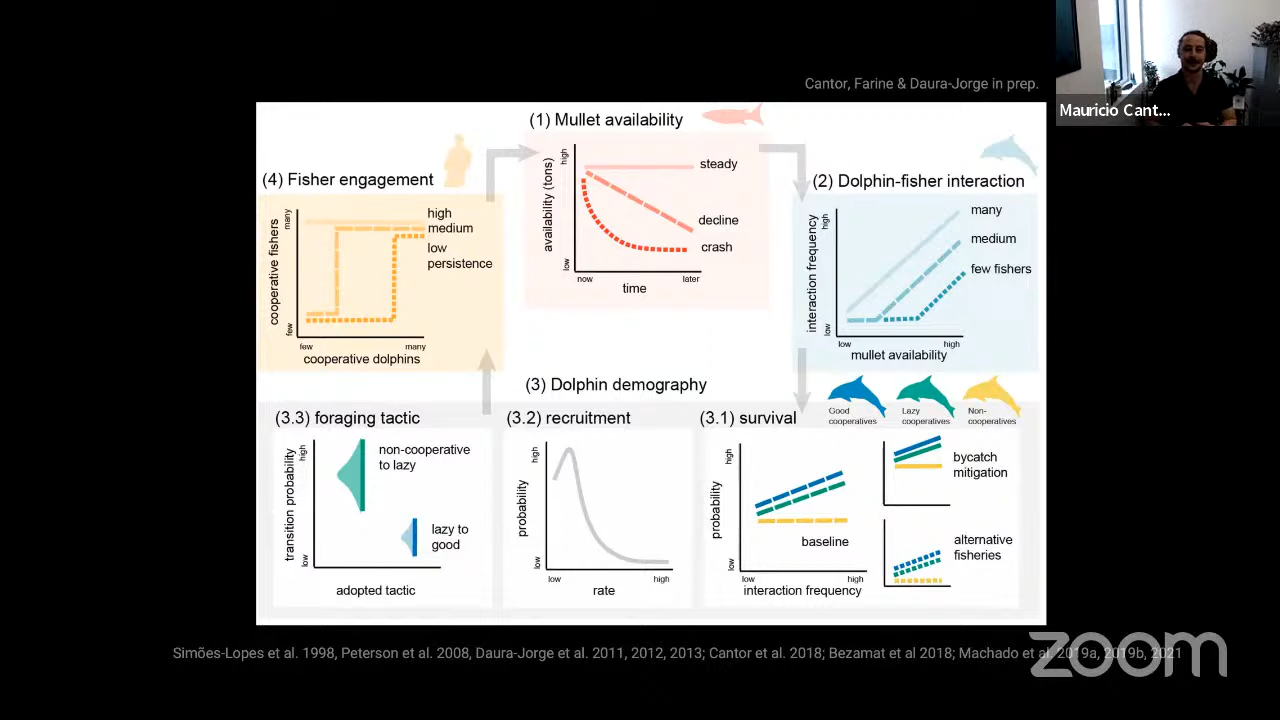 Cantor, Farine & Daura-Jorge in prep.
Mauricio Cant...
(1) Mullet availability
availability (tons)
high
low
steady
decline
crash
now
later
time
(2) Dolphin-fisher interaction
interaction frequency
high
low
many
medium
few fishers
low
high
mullet availability
(4) Fisher engagement
cooperative fishers
many
few
high
medium
low
persistence
few
many
cooperative dolphins
(3) Dolphin demography
Good
cooperatives
Lazy
cooperatives
Non-
cooperatives
(3.3) foraging tactic
transition probability
high
low
non-cooperative
to lazy
lazy to
good
adopted tactic
(3.2) recruitment
probability
high
low
low
high
rate
(3.1) survival
probability
high
low
baseline
low
high
interaction frequency
bycatch
mitigation
alternative
fisheries
Simões-Lopes et al. 1998, Peterson et al. 2008, Daura-Jorge et al. 2011, 2012, 2013; Cantor et al. 2018; Bezamat et al 2018; Machado et al. 2019a, 2019b, 2021
zoom